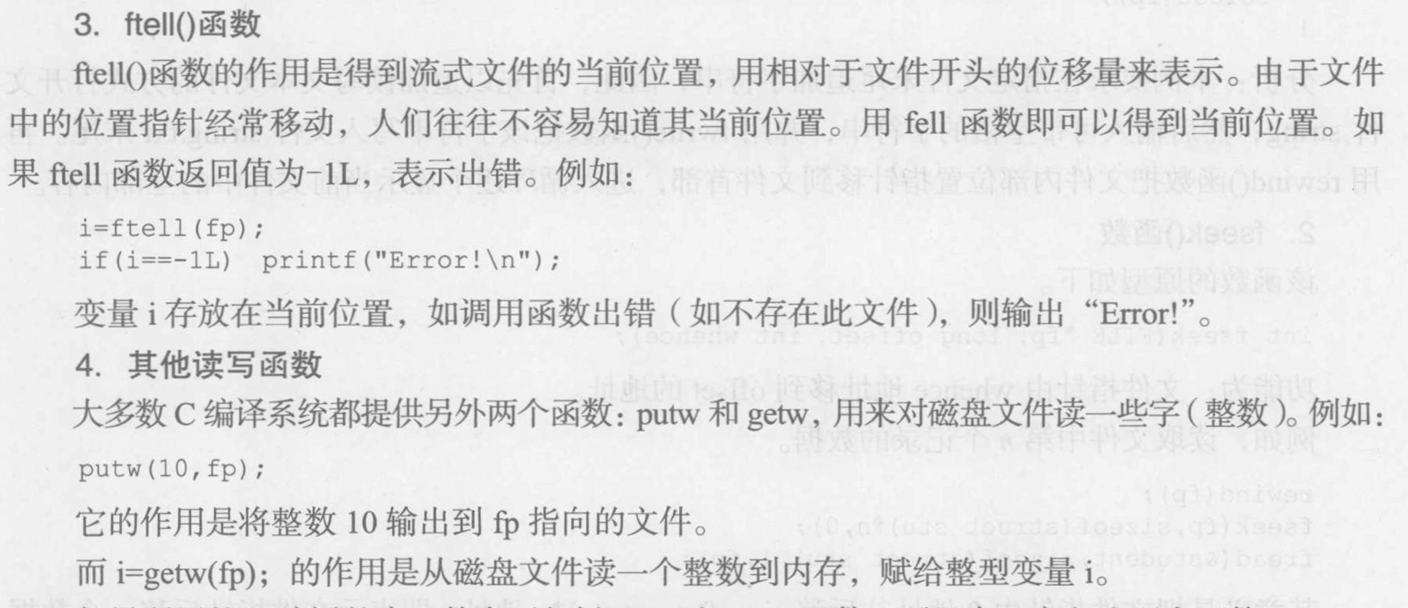 3. ftell()函数
ftell()函数的作用是得到流式文件的当前位置，用相对于文件开头的位移量来表示。由于文件
中的位置指针经常移动，人们往往不容易知道其当前位置。用 fell 函数即可以得到当前位置。如
果 ftell 函数返回值为-1L，表示出错。例如：
i=ftell(fp);
if(i==-1L)  printf("Error!\n");
变量 i 存放在当前位置，如调用函数出错（如不存在此文件），则输出 “Error!”。
4. 其他读写函数
大多数 C 编译系统都提供另外两个函数：putw 和 getw，用来对磁盘文件读一些字（整数）。例如：
putw(10,fp);
它的作用是将整数 10 输出到 fp 指向的文件。
而 i=getw(fp); 的作用是从磁盘文件读一个整数到内存，赋给整型变量 i。